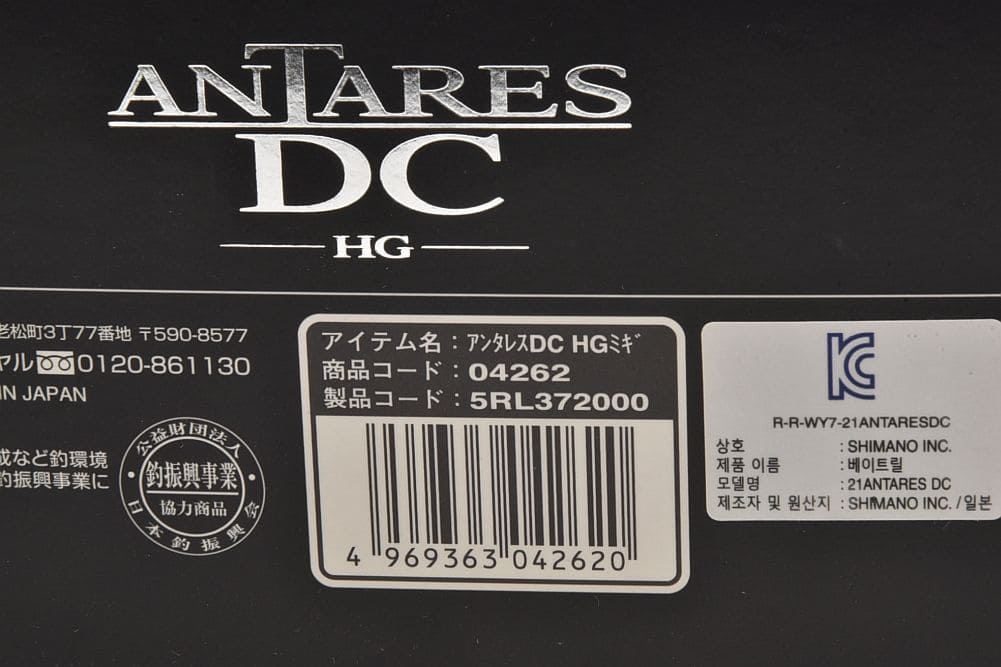 ANTARES
DC
HG
老松町3丁77番地 〒590-8577
ヤル 0120-861130
IN JAPAN
成など釣環境
釣振興事業に
公益財団法人
釣振興事業
協力商品
日本釣振興会
アイテム名：ｱﾝﾀﾚｽDC HGﾐｷﾞ
商品コード：04262
製品コード：5RL372000
4 969363 042620
R-R-WY7-21ANTARESDC
상호 : SHIMANO INC.
제품 이름 : 베이트릴
모델명 : 21ANTARES DC
제조자 및 원산지 : SHIMANO INC. / 일본